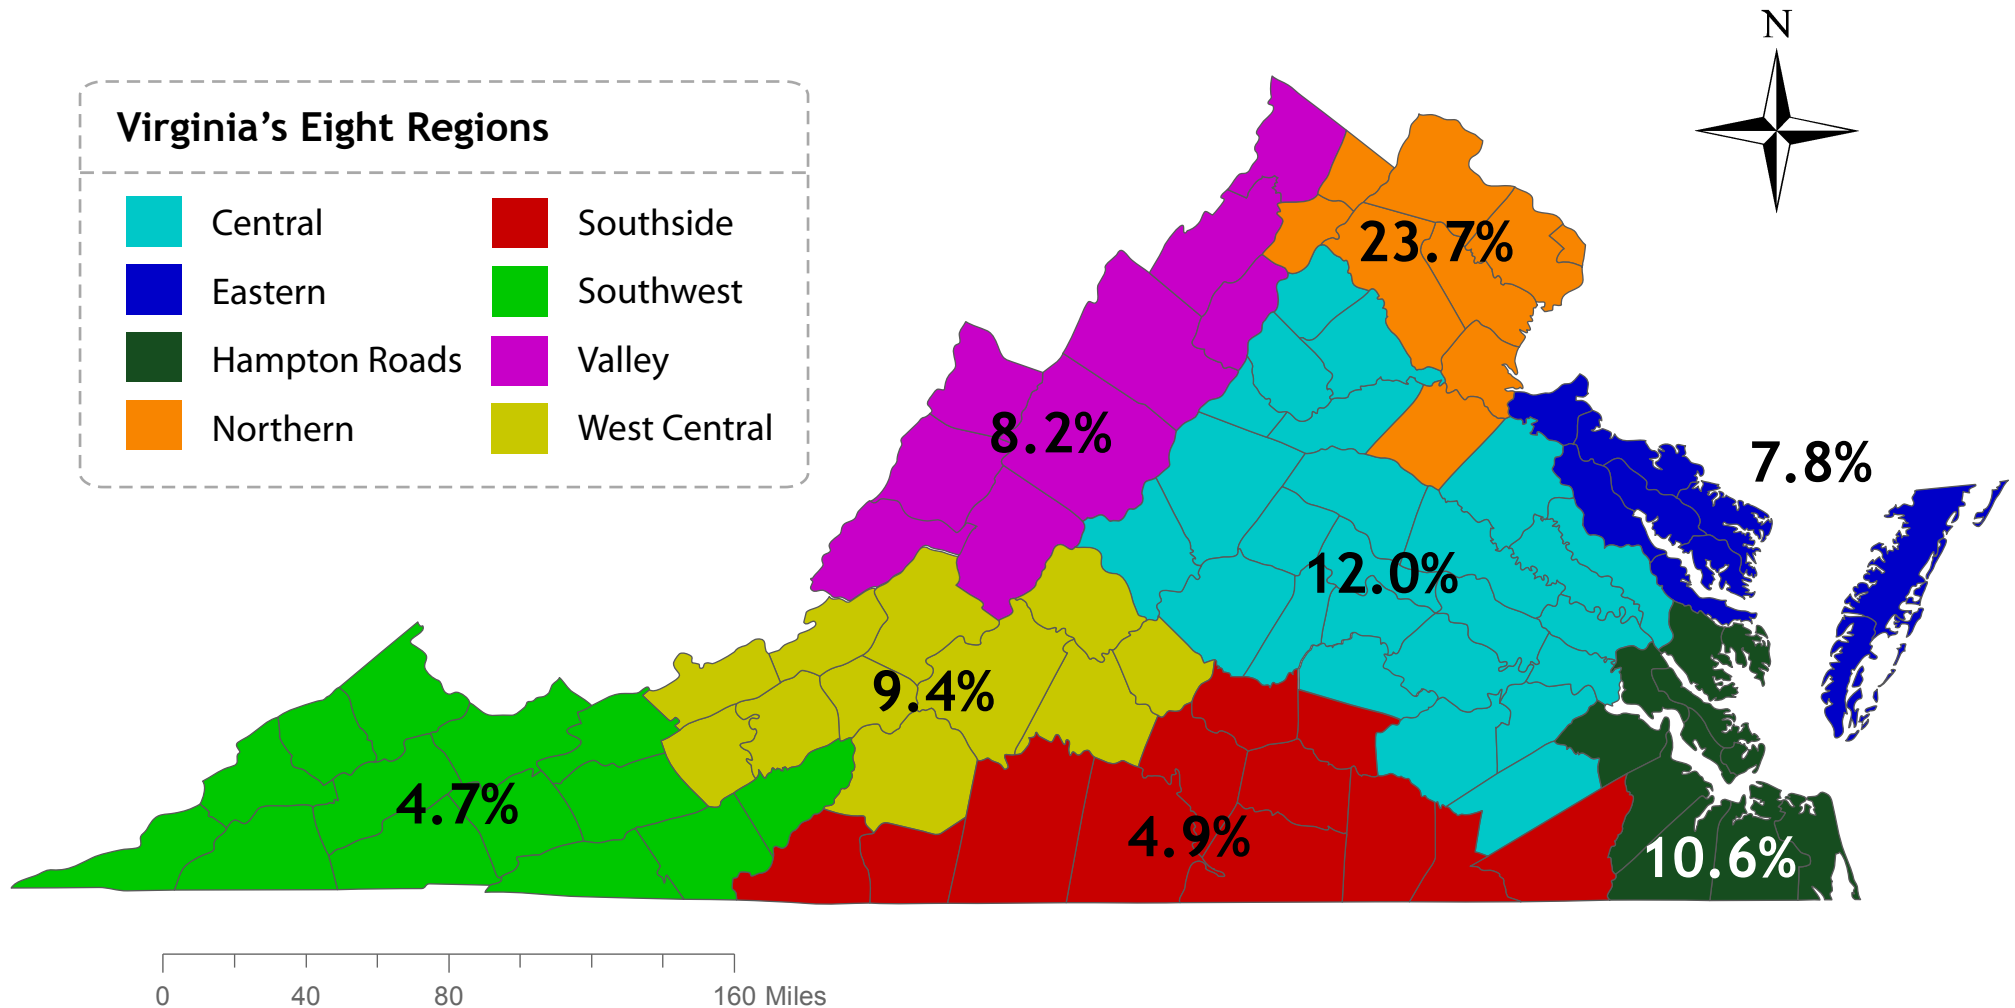 N
Virginia’s Eight Regions
Central
Southside
Eastern
Southwest
Hampton Roads
Valley
Northern
West Central
23.7%
8.2%
7.8%
12.0%
9.4%
4.7%
4.9%
10.6%
0 40 80 160 Miles